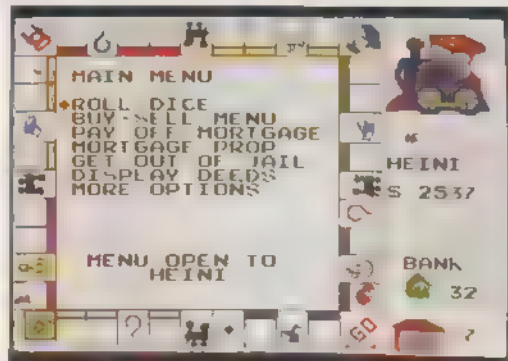 MAIN MENU
ROLL DICE
BUY-SELL MENU
PAY OFF MORTGAGE
MORTGAGE PROP
GET OUT OF JAIL
DISPLAY DEEDS
MORE OPTIONS
MENU OPEN TO
HEINI
HEINI
$ 2537
BANK
32
GO